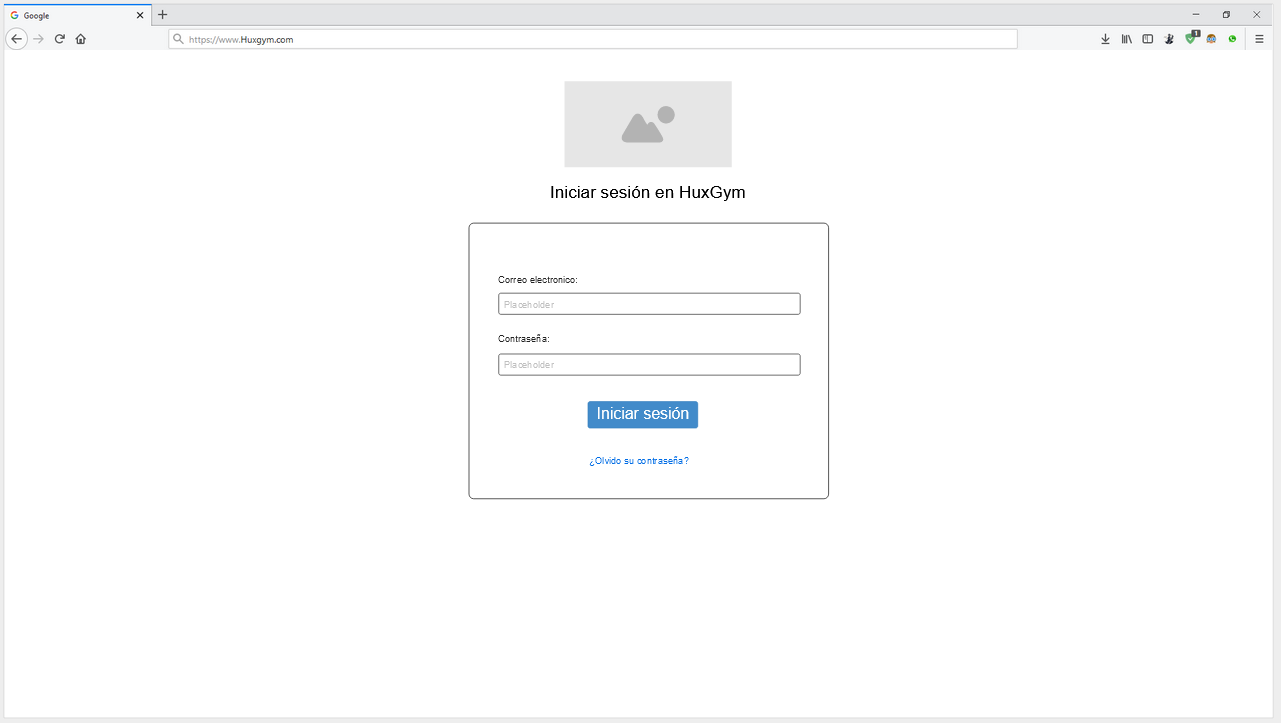 Google
https://www.Huxgym.com
1
Iniciar sesión en HuxGym
Correo electronico:
Placeholder
Contraseña:
Placeholder
Iniciar sesión
¿Olvido su contraseña?